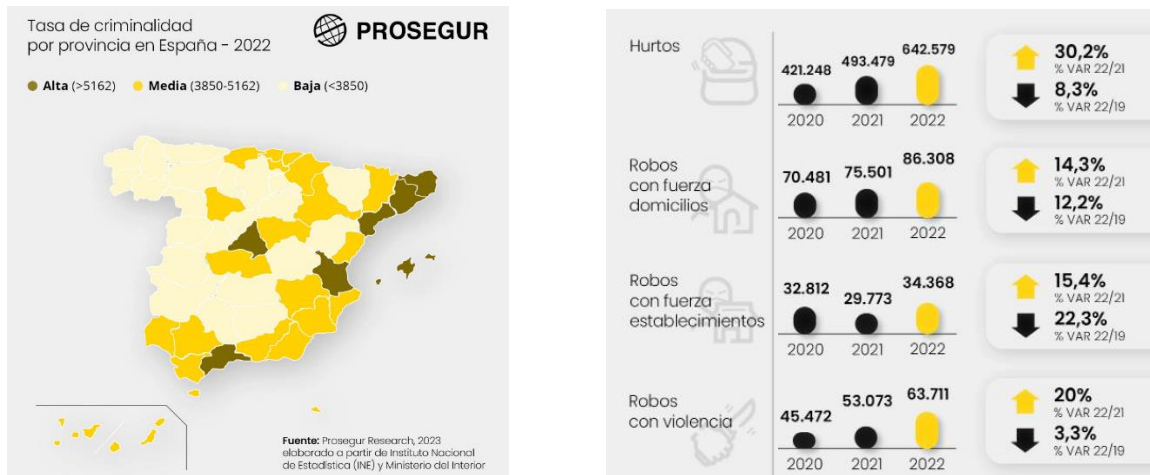 Tasa de criminalidad
por provincia en España - 2022
PROSEGUR
Alta (>5162) Media (3850-5162) Baja (<3850)
Fuente: Prosegur Research, 2023
elaborado a partir de Instituto Nacional
de Estadística (INE) y Ministerio del Interior
Hurtos
421.248 493.479 642.579
2020 2021 2022
30,2%
% VAR 22/21
8,3%
% VAR 22/19
Robos
con fuerza
domicilios
70.481 75.501 86.308
2020 2021 2022
14,3%
% VAR 22/21
12,2%
% VAR 22/19
Robos
con fuerza
establecimientos
32.812 29.773 34.368
2020 2021 2022
15,4%
% VAR 22/21
22,3%
% VAR 22/19
Robos
con violencia
45.472 53.073 63.711
2020 2021 2022
20%
% VAR 22/21
3,3%
% VAR 22/19